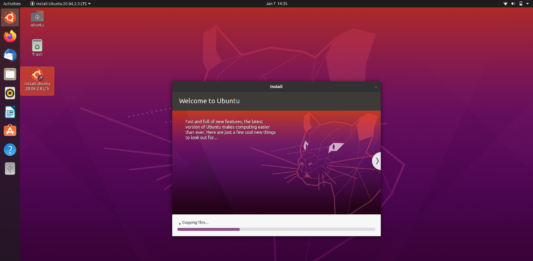 Activities
Install Ubuntu 20.04.2.0 LTS
Jan 7 14:35
ubuntu
Trash
Install Ubuntu
20.04.2.0 LTS
Install
Welcome to Ubuntu
Fast and full of new features, the latest
version of Ubuntu makes computing easier
than ever. Here are just a few cool new things
to look out for...
Copying files...